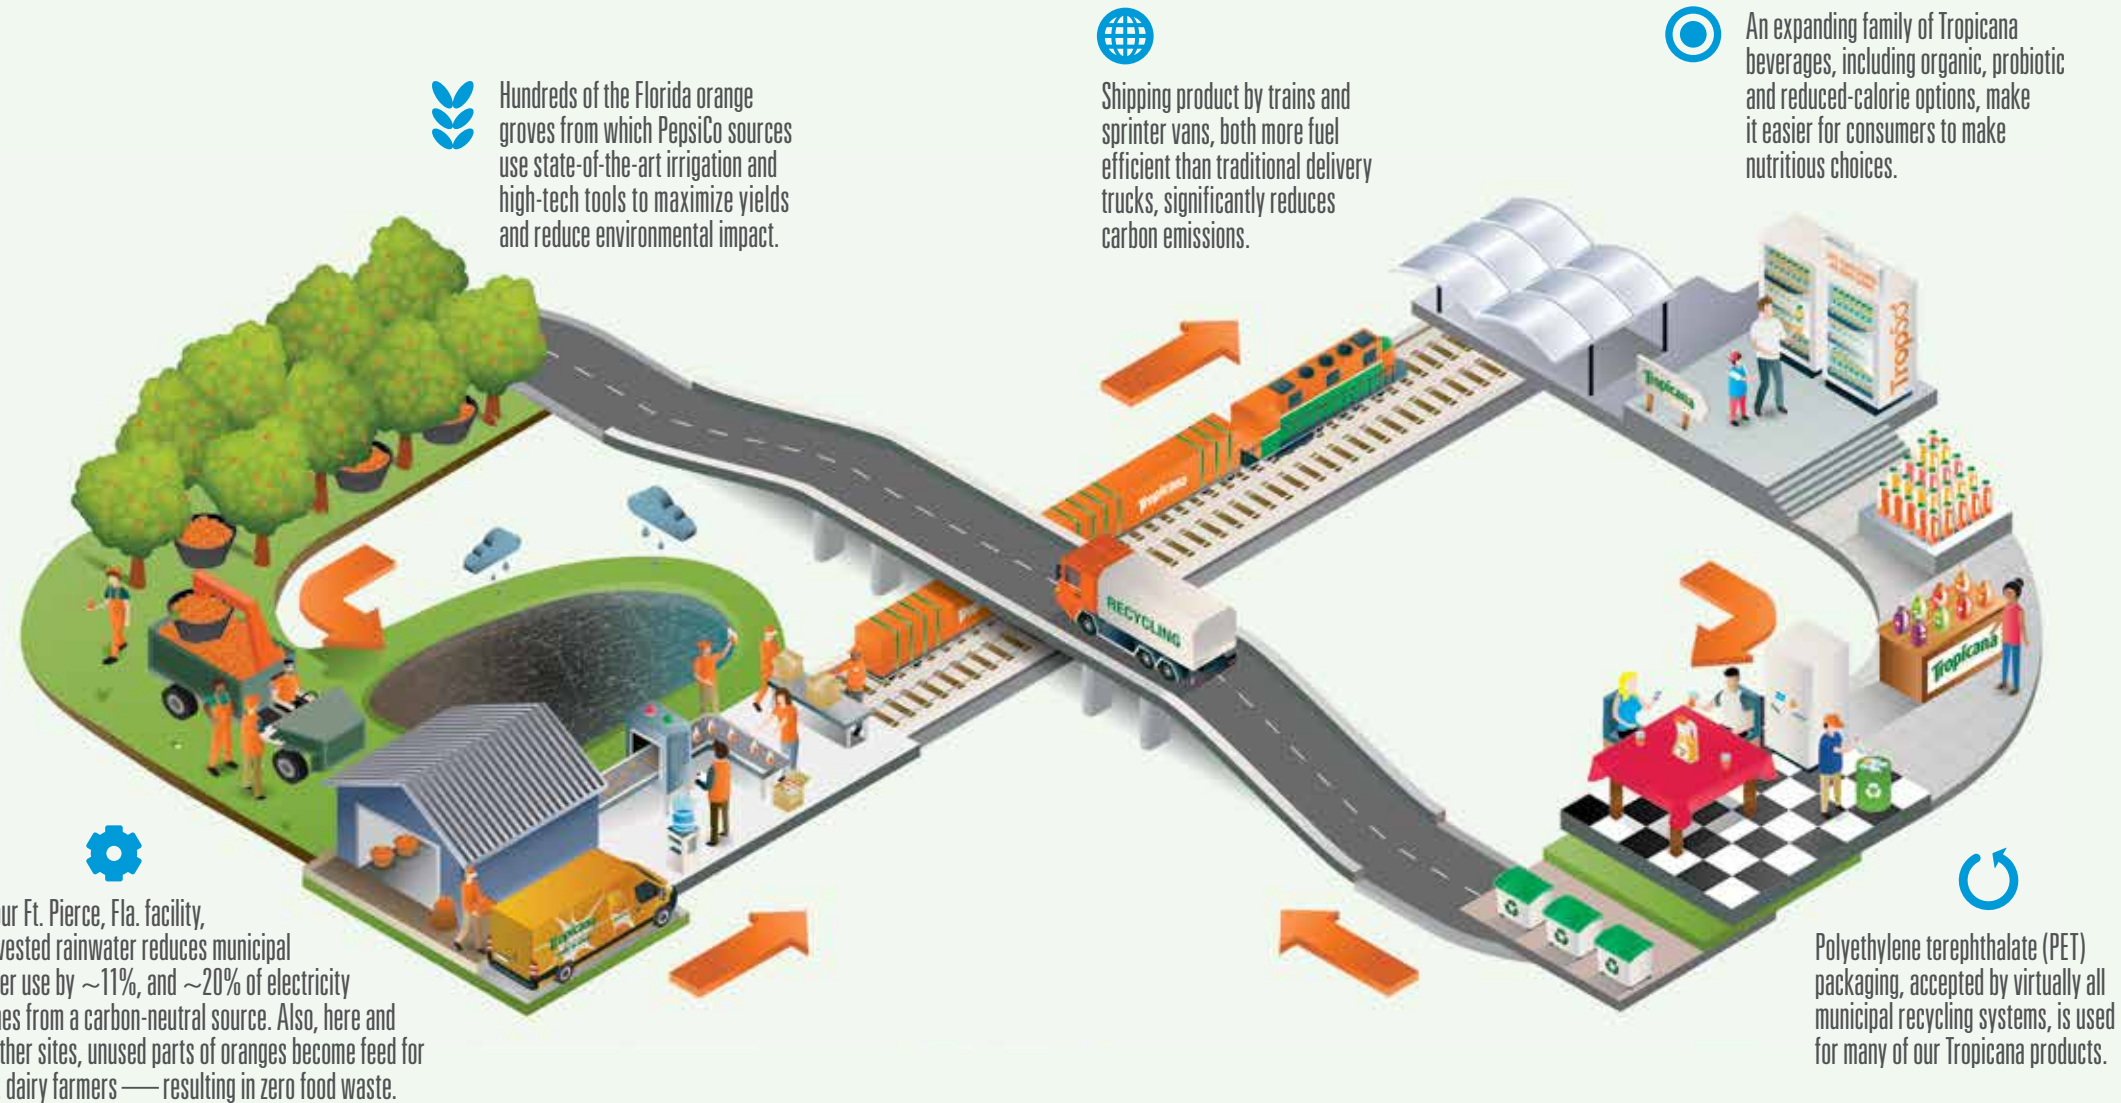 Hundreds of the Florida orange
groves from which PepsiCo sources
use state-of-the-art irrigation and
high-tech tools to maximize yields
and reduce environmental impact.
Shipping product by trains and
sprinter vans, both more fuel
efficient than traditional delivery
trucks, significantly reduces
carbon emissions.
An expanding family of Tropicana
beverages, including organic, probiotic
and reduced-calorie options, make
it easier for consumers to make
nutritious choices.
Tropicana
Tropicana
RECYCLING
Tropicana
Tropicana
ur Ft. Pierce, Fla. facility,
vested rainwater reduces municipal
er use by ~11%, and ~20% of electricity
nes from a carbon-neutral source. Also, here and
ther sites, unused parts of oranges become feed for
dairy farmers — resulting in zero food waste.
Polyethylene terephthalate (PET)
packaging, accepted by virtually all
municipal recycling systems, is used
for many of our Tropicana products.